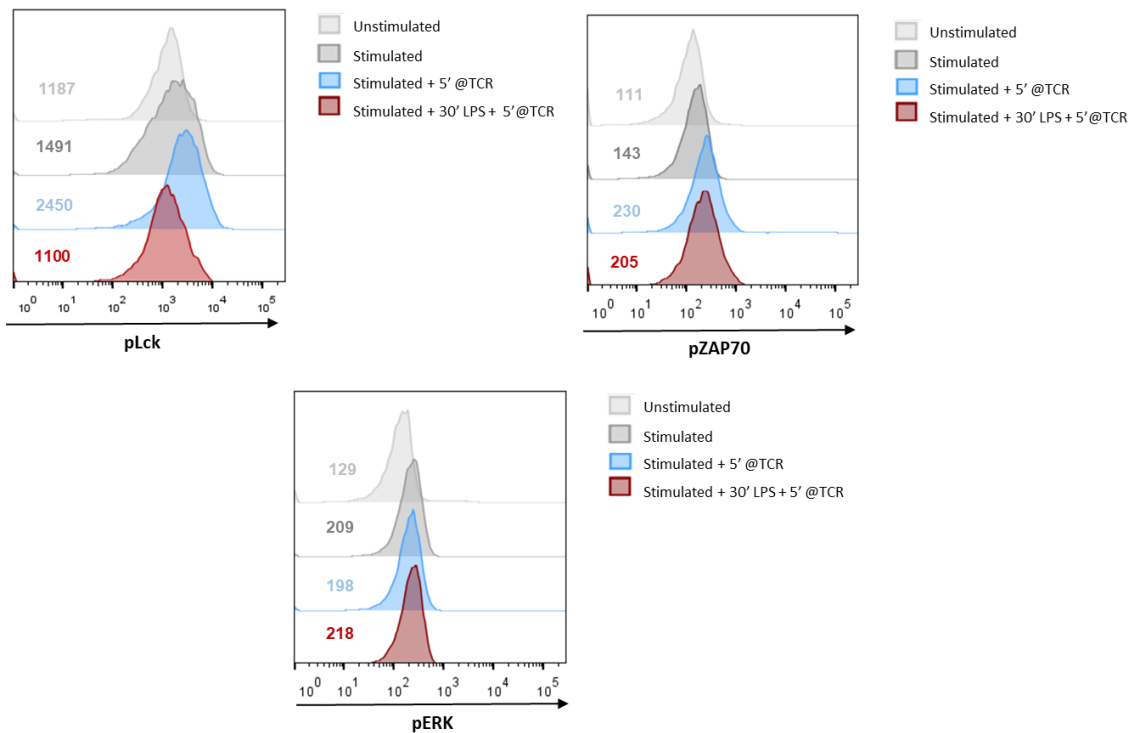 Unstimulated
Stimulated
Stimulated + 5’ @TCR
Stimulated + 30’ LPS + 5’@TCR
1187
1491
2450
1100
10^0 10^1 10^2 10^3 10^4 10^5
pLck
Unstimulated
Stimulated
Stimulated + 5’ @TCR
Stimulated + 30’ LPS + 5’@TCR
111
143
230
205
10^0 10^1 10^2 10^3 10^4 10^5
pZAP70
Unstimulated
Stimulated
Stimulated + 5’ @TCR
Stimulated + 30’ LPS + 5’@TCR
129
209
198
218
10^0 10^1 10^2 10^3 10^4 10^5
pERK